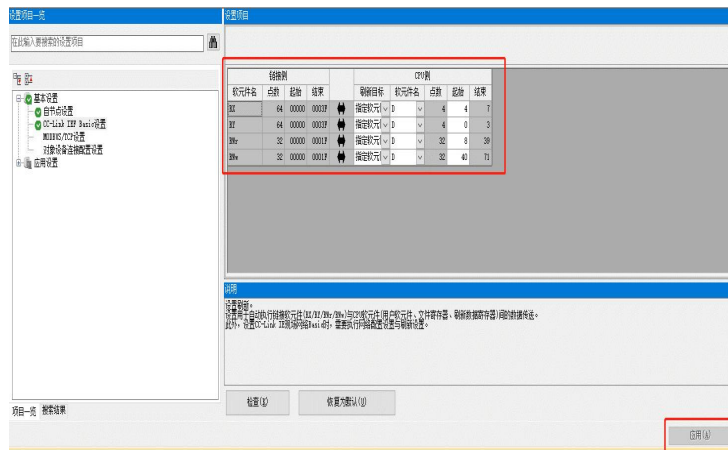 设置项目一览
设置项目
在此输入要搜索的设置项目
链接侧 CPU侧
软元件名 点数 起始 结束 刷新目标 软元件名 点数 起始 结束
RX 64 00000 0003F 指定软元 D 4 4 7
RY 64 00000 0003F 指定软元 D 4 0 3
RWr 32 00000 0001F 指定软元 D 32 8 39
RWw 32 00000 0001F 指定软元 D 32 40 71
基本设置
自节点设置
CC-Link IEF Basic设置
MODBUS/TCP设置
对象设备连接配置设置
应用设置
说明
设置刷新。
设置用于自动执行链接软元件(RX/RY/RWr/RWw)与CPU软元件(用户软元件、文件寄存器、刷新数据寄存器)间的数据传送。
此外，设置CC-Link IE现场网络Basic时，需要执行网络配置设置与刷新设置。
检查(K)
恢复为默认(U)
项目一览 搜索结果
应用(A)